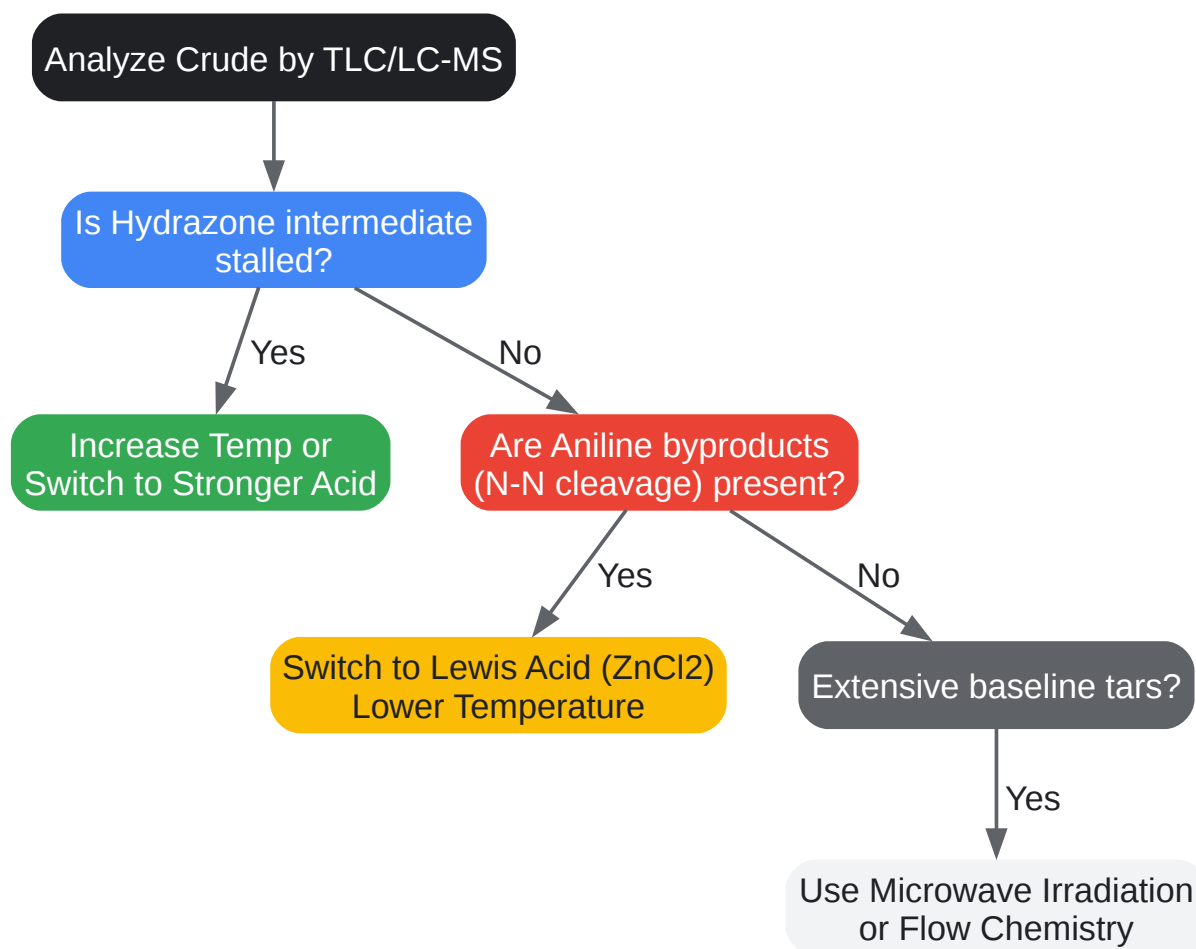 Analyze Crude by TLC/LC-MS
Is Hydrazone intermediate
stalled?
Yes
No
Increase Temp or
Switch to Stronger Acid
Are Aniline byproducts
(N-N cleavage) present?
Yes
No
Switch to Lewis Acid (ZnCl2)
Lower Temperature
Extensive baseline tars?
Yes
Use Microwave Irradiation
or Flow Chemistry